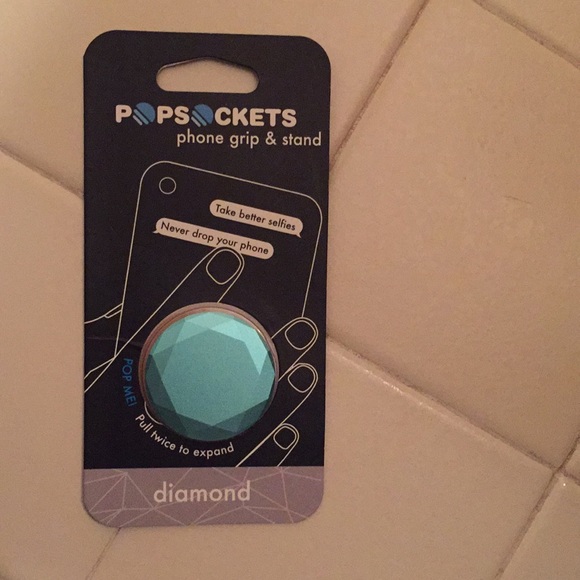 POPSOCKETS
phone grip & stand
Take better selfies
Never drop your phone
POP ME!
Pull twice to expand
diamond